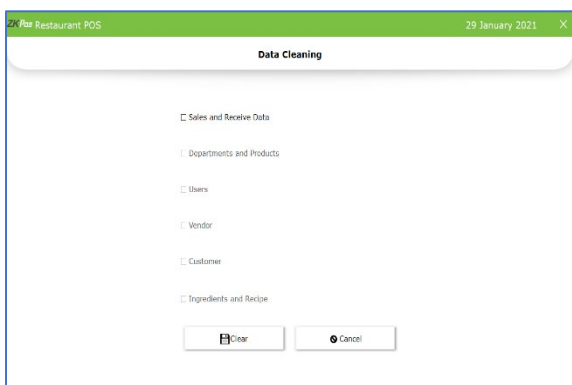 ZKPos Restaurant POS 29 January 2021 X
Data Cleaning
Sales and Receive Data
Departments and Products
Users
Vendor
Customer
Ingredients and Recipe
Clear Cancel